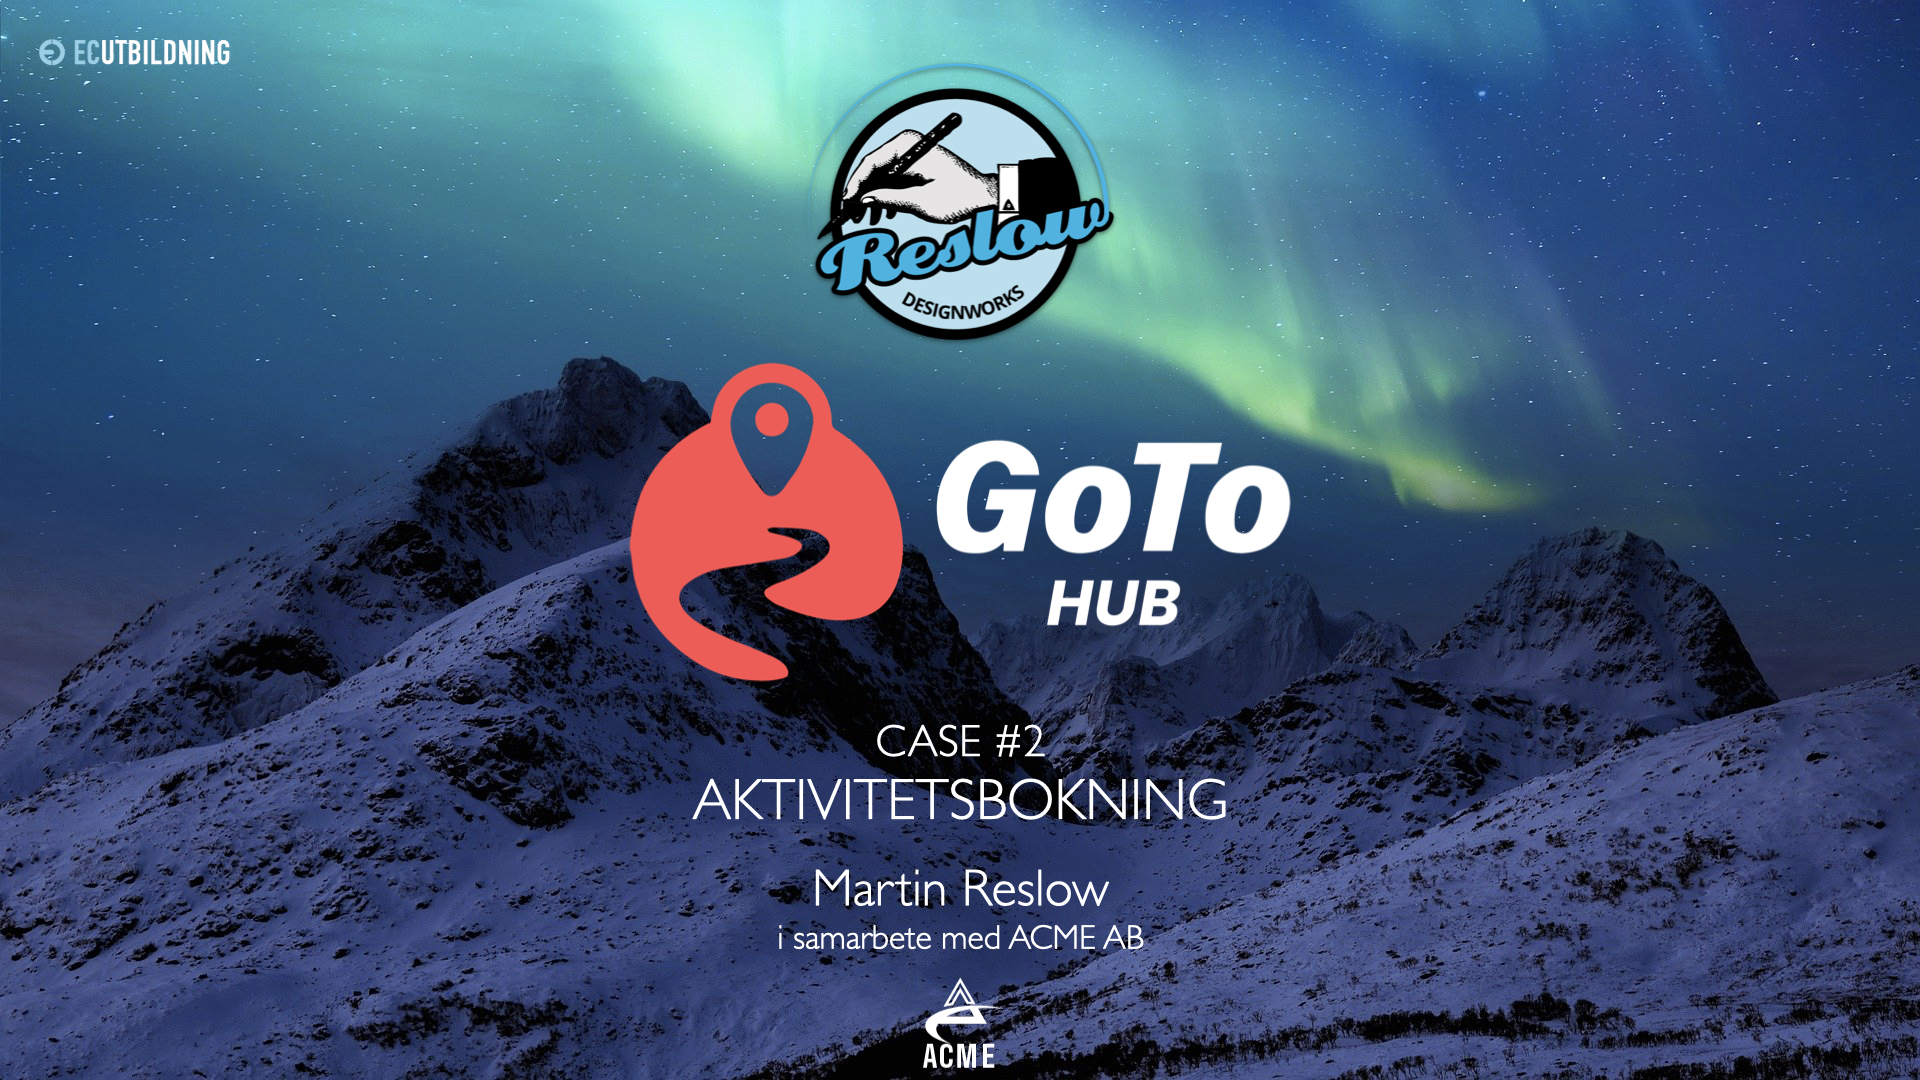 ECUTBILDNING
Reslow
DESIGNWORKS
GoTo
HUB
CASE #2
AKTIVITETSBOKNING
Martin Reslow
i samarbete med ACME AB
ACME